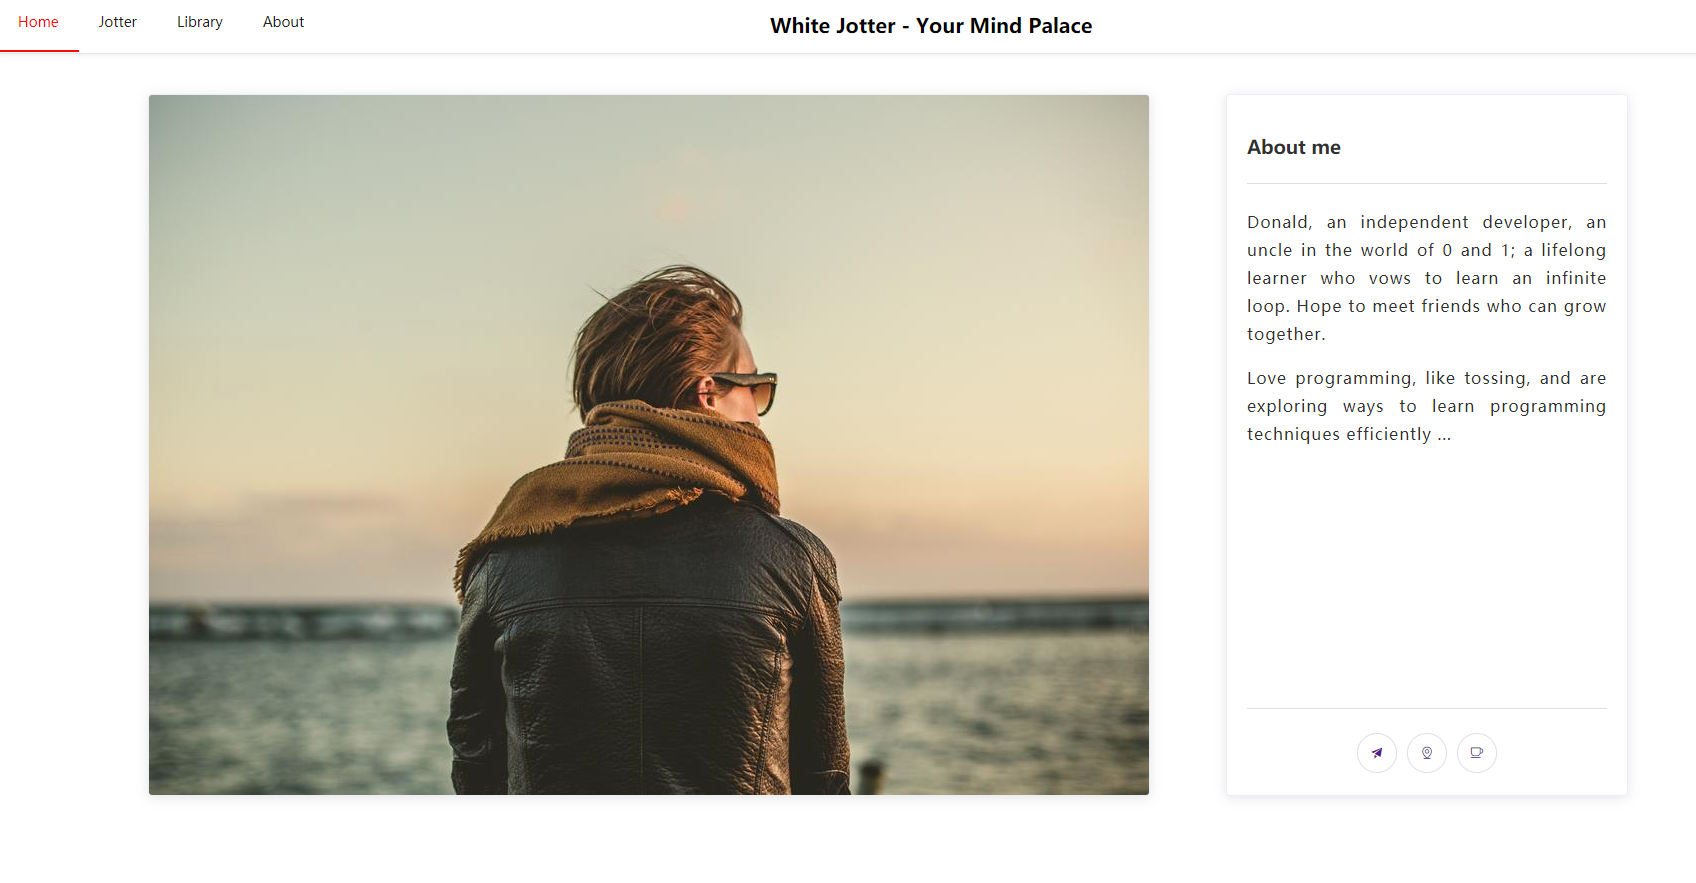 Home Jotter Library About White Jotter - Your Mind Palace
About me
Donald, an independent developer, an
uncle in the world of 0 and 1; a lifelong
learner who vows to learn an infinite
loop. Hope to meet friends who can grow
together.
Love programming, like tossing, and are
exploring ways to learn programming
techniques efficiently ...